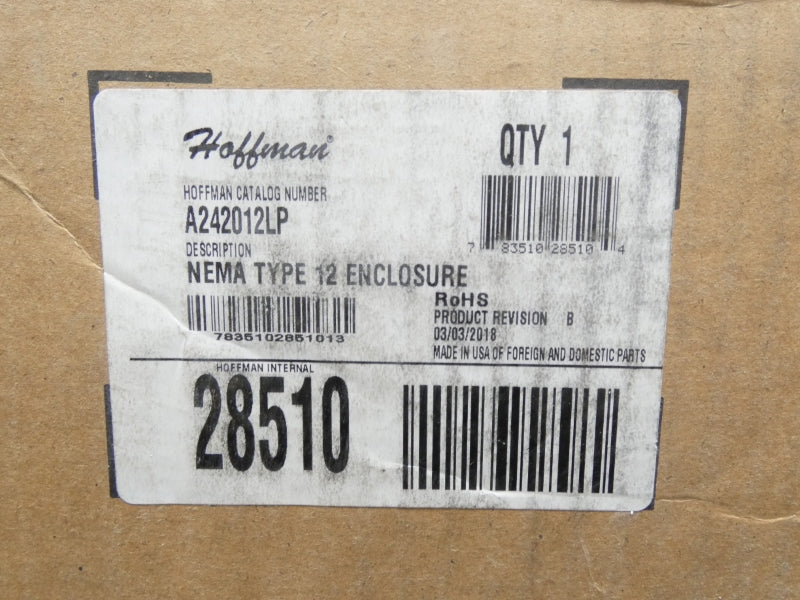 Hoffman®
QTY 1
HOFFMAN CATALOG NUMBER
A242012LP
7 83510 28510 4
DESCRIPTION
NEMA TYPE 12 ENCLOSURE
7835102851013
RoHS
PRODUCT REVISION B
03/03/2018
MADE IN USA OF FOREIGN AND DOMESTIC PARTS
HOFFMAN INTERNAL
28510